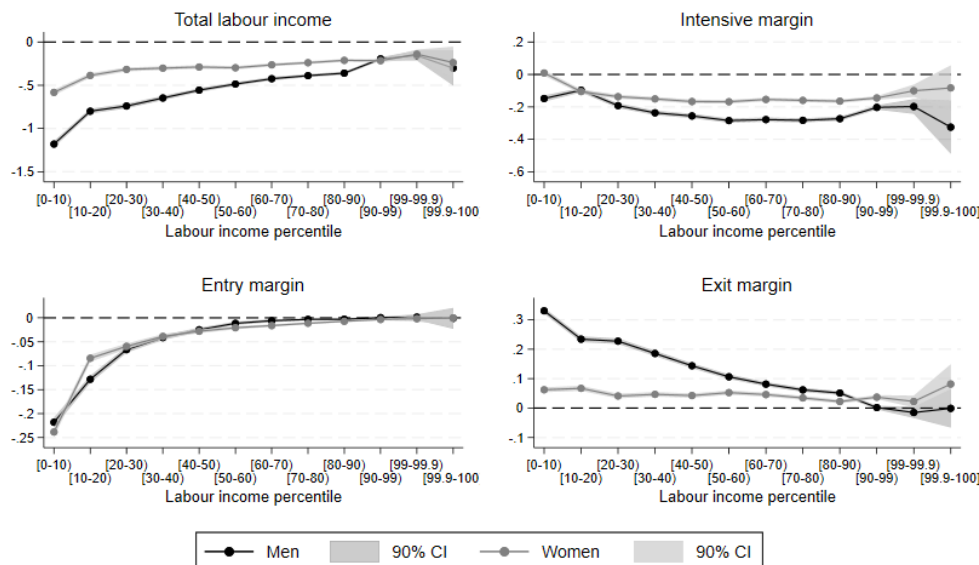 Total labour income
0
-.5
-1
-1.5
[0-10) [20-30) [40-50) [60-70) [80-90) [99-99.9)
[10-20) [30-40) [50-60) [70-80) [90-99) [99.9-100]
Labour income percentile
Intensive margin
.2
0
-.2
-.4
-.6
[0-10) [20-30) [40-50) [60-70) [80-90) [99-99.9)
[10-20) [30-40) [50-60) [70-80) [90-99) [99.9-100]
Labour income percentile
Entry margin
0
-.05
-.1
-.15
-.2
-.25
[0-10) [20-30) [40-50) [60-70) [80-90) [99-99.9)
[10-20) [30-40) [50-60) [70-80) [90-99) [99.9-100]
Labour income percentile
Exit margin
.3
.2
.1
0
-.1
[0-10) [20-30) [40-50) [60-70) [80-90) [99-99.9)
[10-20) [30-40) [50-60) [70-80) [90-99) [99.9-100]
Labour income percentile
Men 90% CI Women 90% CI